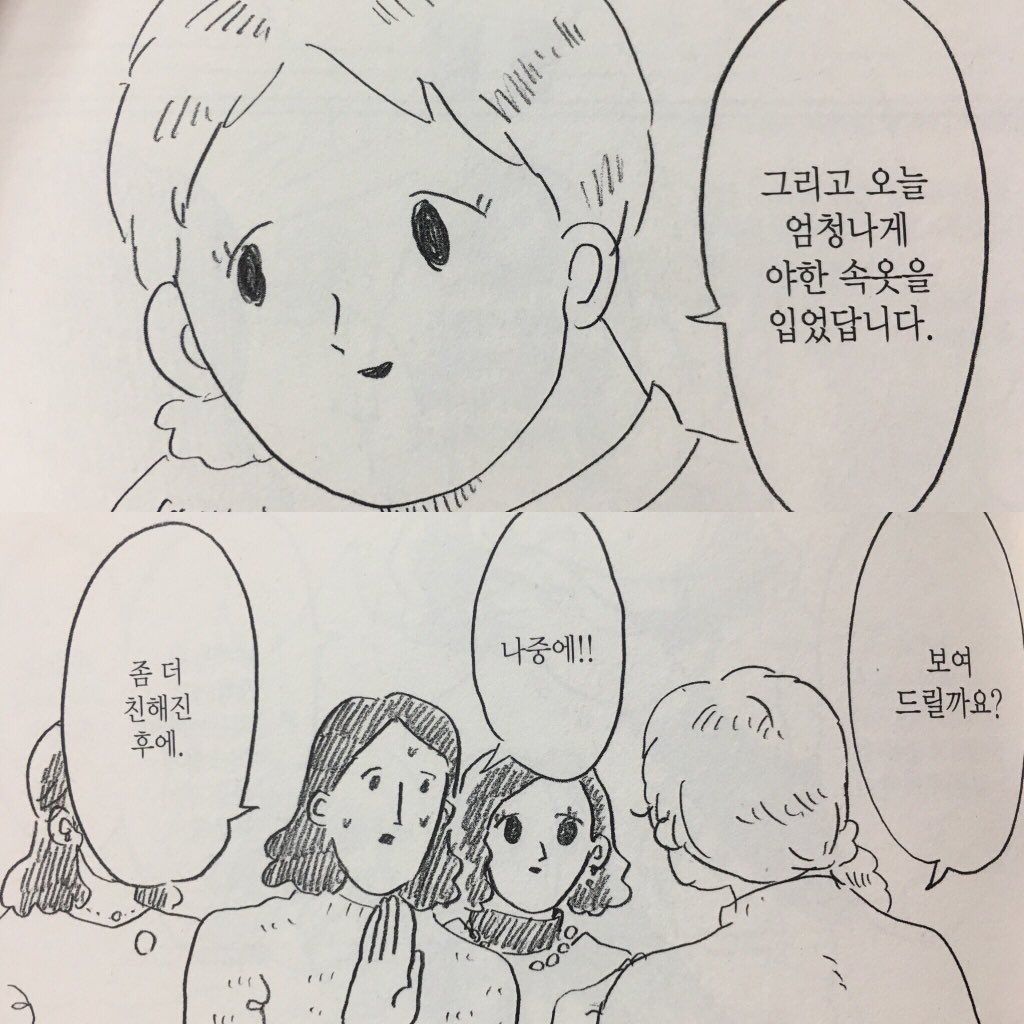 그리고 오늘
엄청나게
야한 속옷을
입었답니다.
보여
드릴까요?
나중에!!
좀 더
친해진
후에.